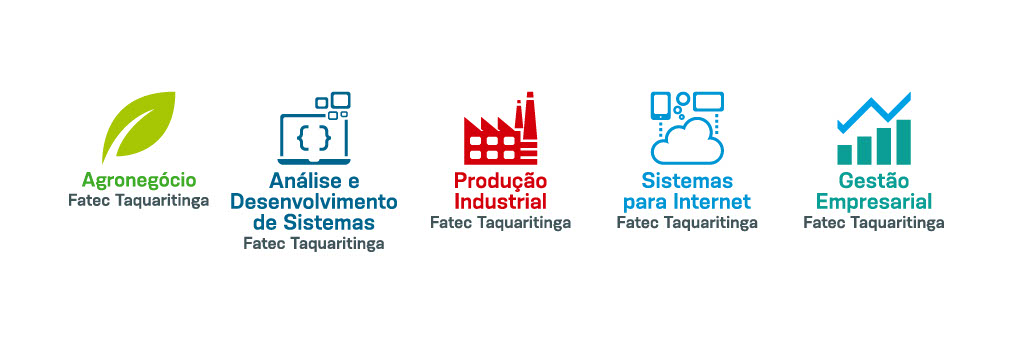 Agronegócio
Fatec Taquaritinga
Análise e
Desenvolvimento
de Sistemas
Fatec Taquaritinga
Produção
Industrial
Fatec Taquaritinga
Sistemas
para Internet
Fatec Taquaritinga
Gestão
Empresarial
Fatec Taquaritinga